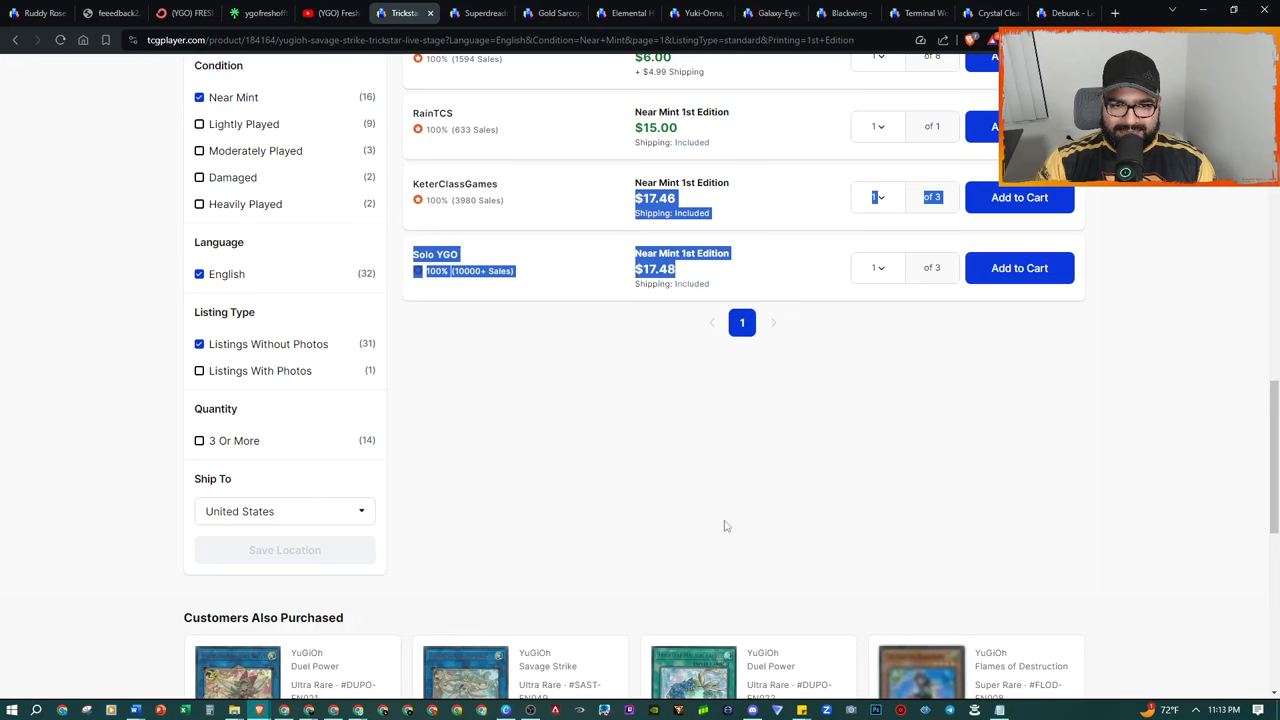 Ruddy Rose
feeedback2.
(YGO) FRES
ygofreshoff
(YGO) Fresh
Trickstar
Superdread
Gold Sarcop
Elemental H
Yuki-Onna,
Galaxy-Eyes
Blackwing -
Terminal Wo
Crystal Clea
Debunk - L
tcgplayer.com/product/184164/yugioh-savage-strike-trickstar-live-stage?Language=English&Condition=Near+Mint&page=1&ListingType=standard&Printing=1st+Edition
Condition
Near Mint (16)
Lightly Played (9)
Moderately Played (3)
Damaged (2)
Heavily Played (2)
Language
English (32)
Listing Type
Listings Without Photos (31)
Listings With Photos (1)
Quantity
3 Or More (14)
Ship To
United States
Save Location
100% (1594 Sales)
$6.00
+ $4.99 Shipping
1 of 8
RainTCS
100% (633 Sales)
Near Mint 1st Edition
$15.00
Shipping: Included
1 of 1
KeterClassGames
100% (3980 Sales)
Near Mint 1st Edition
$17.46
Shipping: Included
1 of 3
Add to Cart
Solo YGO
100% (10000+ Sales)
Near Mint 1st Edition
$17.48
Shipping: Included
1 of 3
Add to Cart
1
Customers Also Purchased
YuGiOh
Duel Power
Ultra Rare · #DUPO-
EN021
YuGiOh
Savage Strike
Ultra Rare · #SAST-
EN049
YuGiOh
Duel Power
Ultra Rare · #DUPO-
EN022
YuGiOh
Flames of Destruction
Super Rare · #FLOD-
EN008
72°F
11:13 PM